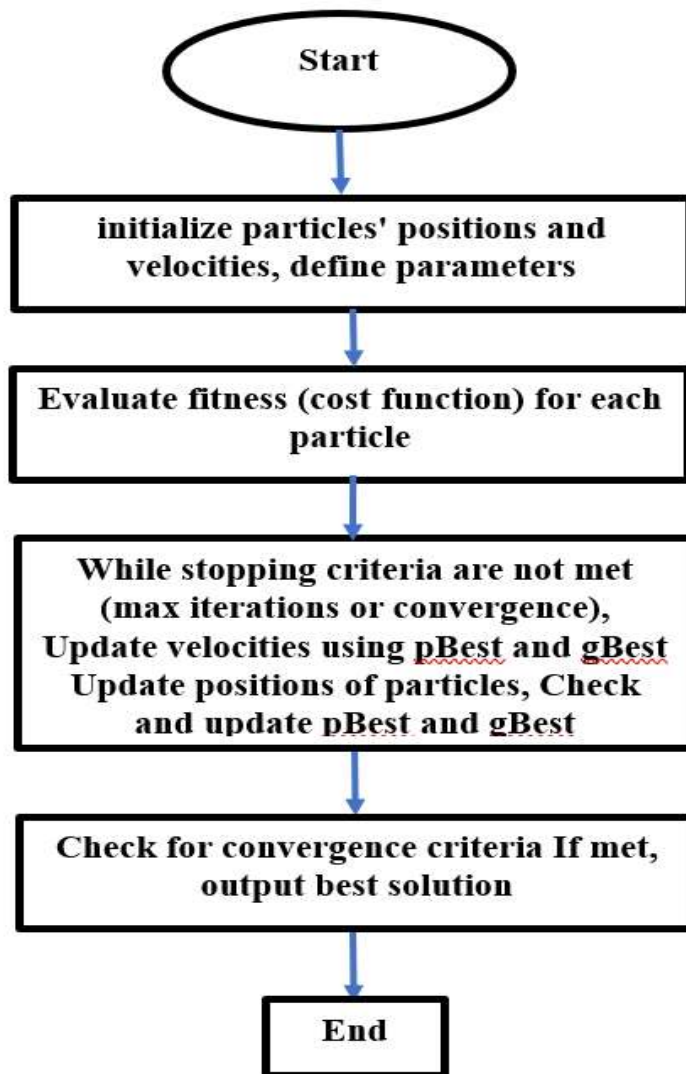 Start
initialize particles' positions and
velocities, define parameters
Evaluate fitness (cost function) for each
particle
While stopping criteria are not met
(max iterations or convergence),
Update velocities using pBest and gBest
Update positions of particles, Check
and update pBest and gBest
Check for convergence criteria If met,
output best solution
End